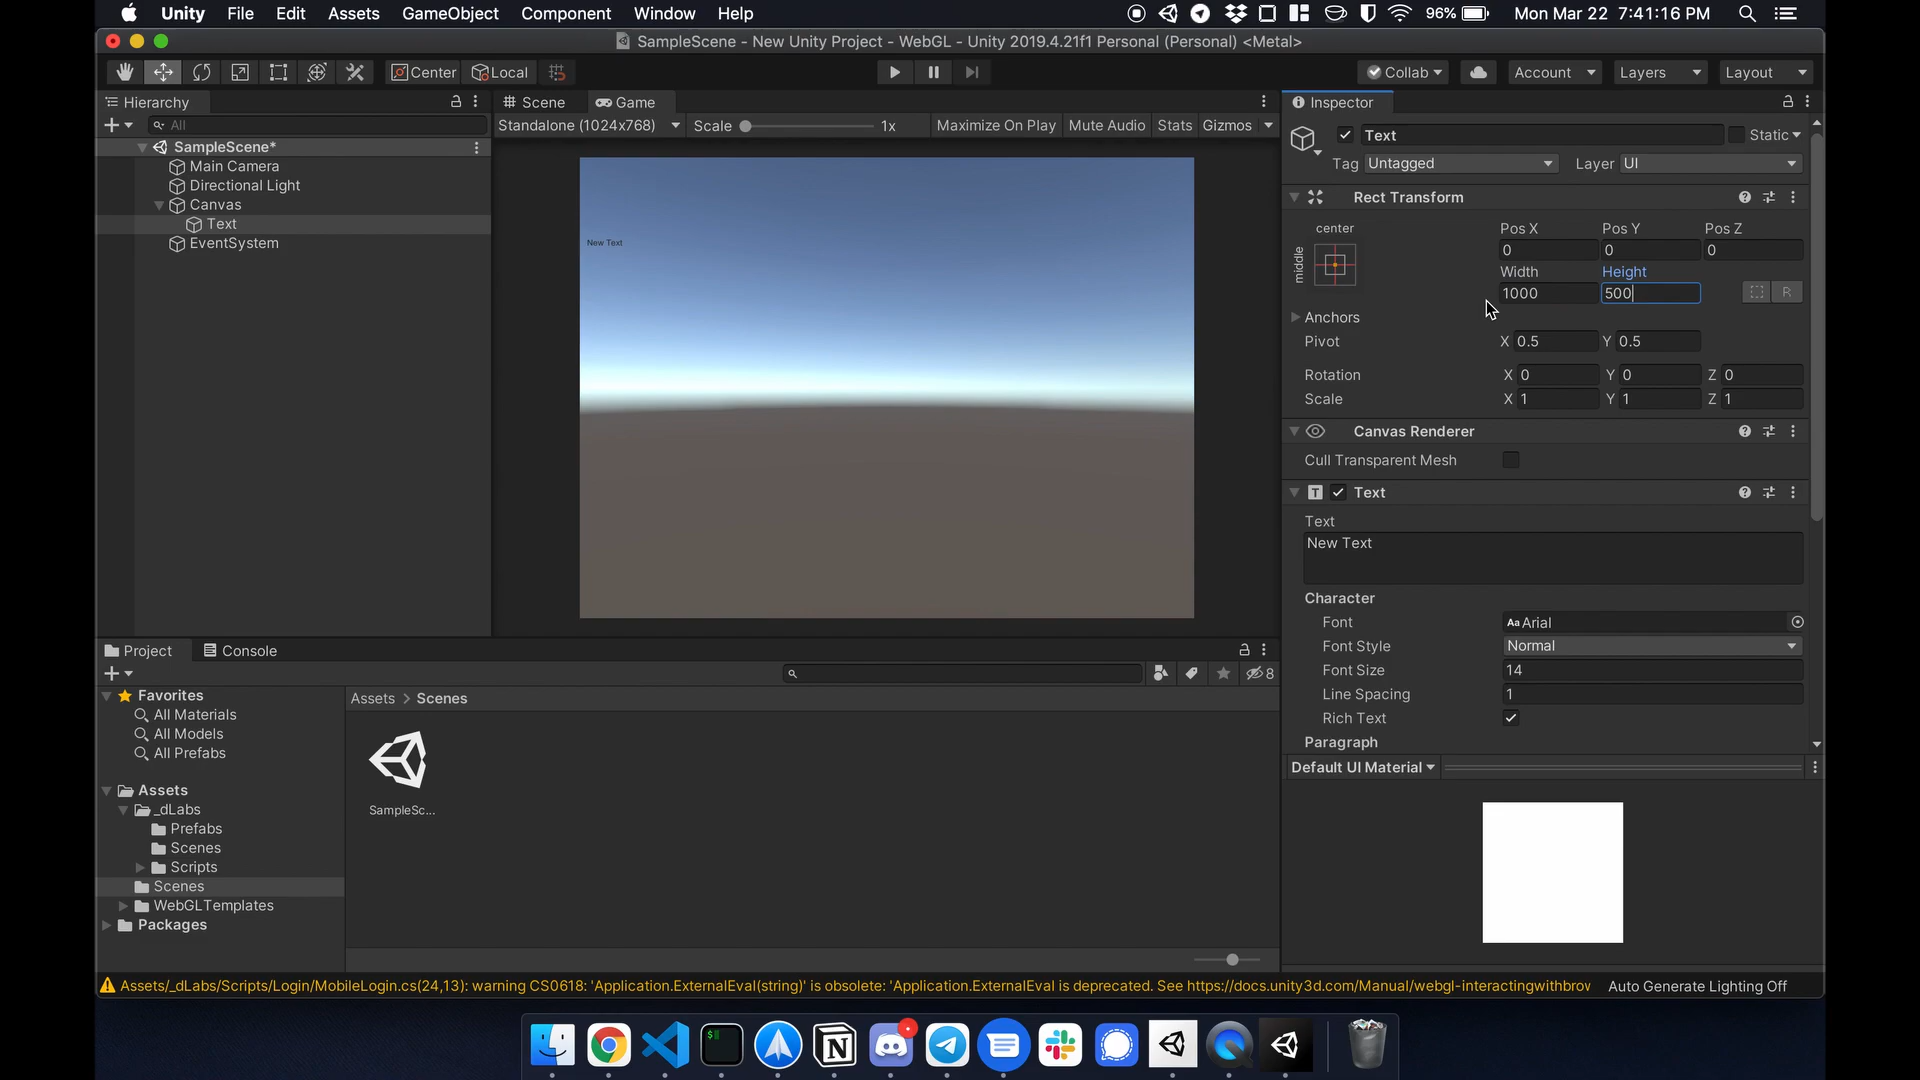 Unity File Edit Assets GameObject Component Window Help 96% Mon Mar 22 7:41:16 PM
SampleScene - New Unity Project - WebGL - Unity 2019.4.21f1 Personal (Personal) <Metal>
Center Local Collab Account Layers Layout
Hierarchy Scene Game Inspector
All Standalone (1024x768) Scale 1x Maximize On Play Mute Audio Stats Gizmos
SampleScene*
Main Camera
Directional Light
Canvas
Text
EventSystem
New Text
Text Static
Tag Untagged Layer UI
Rect Transform
center
middle
Pos X Pos Y Pos Z
0 0 0
Width Height
1000 500 R
Anchors
Pivot X 0.5 Y 0.5
Rotation X 0 Y 0 Z 0
Scale X 1 Y 1 Z 1
Canvas Renderer
Cull Transparent Mesh
T Text
Text
New Text
Character
Font Aa Arial
Font Style Normal
Font Size 14
Line Spacing 1
Rich Text
Paragraph
Default UI Material
Project Console
8
Favorites
All Materials
All Models
All Prefabs
Assets
_dLabs
Prefabs
Scenes
Scripts
Scenes
WebGLTemplates
Packages
Assets > Scenes
SampleSc...
Assets/_dLabs/Scripts/Login/MobileLogin.cs(24,13): warning CS0618: 'Application.ExternalEval(string)' is obsolete: 'Application.ExternalEval is deprecated. See https://docs.unity3d.com/Manual/webgl-interactingwithbrov Auto Generate Lighting Off